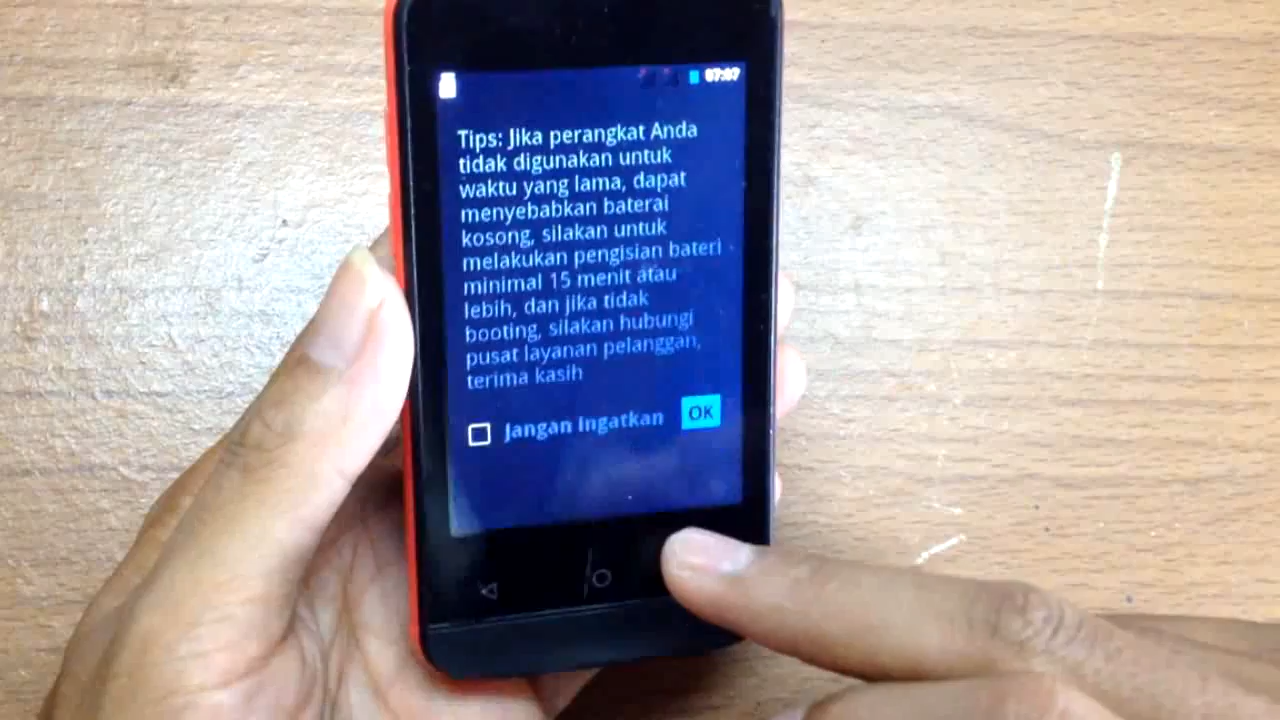 07:07
Tips: Jika perangkat Anda
tidak digunakan untuk
waktu yang lama, dapat
menyebabkan baterai
kosong, silakan untuk
melakukan pengisian bateri
minimal 15 menit atau
lebih, dan jika tidak
booting, silakan hubungi
pusat layanan pelanggan,
terima kasih
Jangan Ingatkan OK